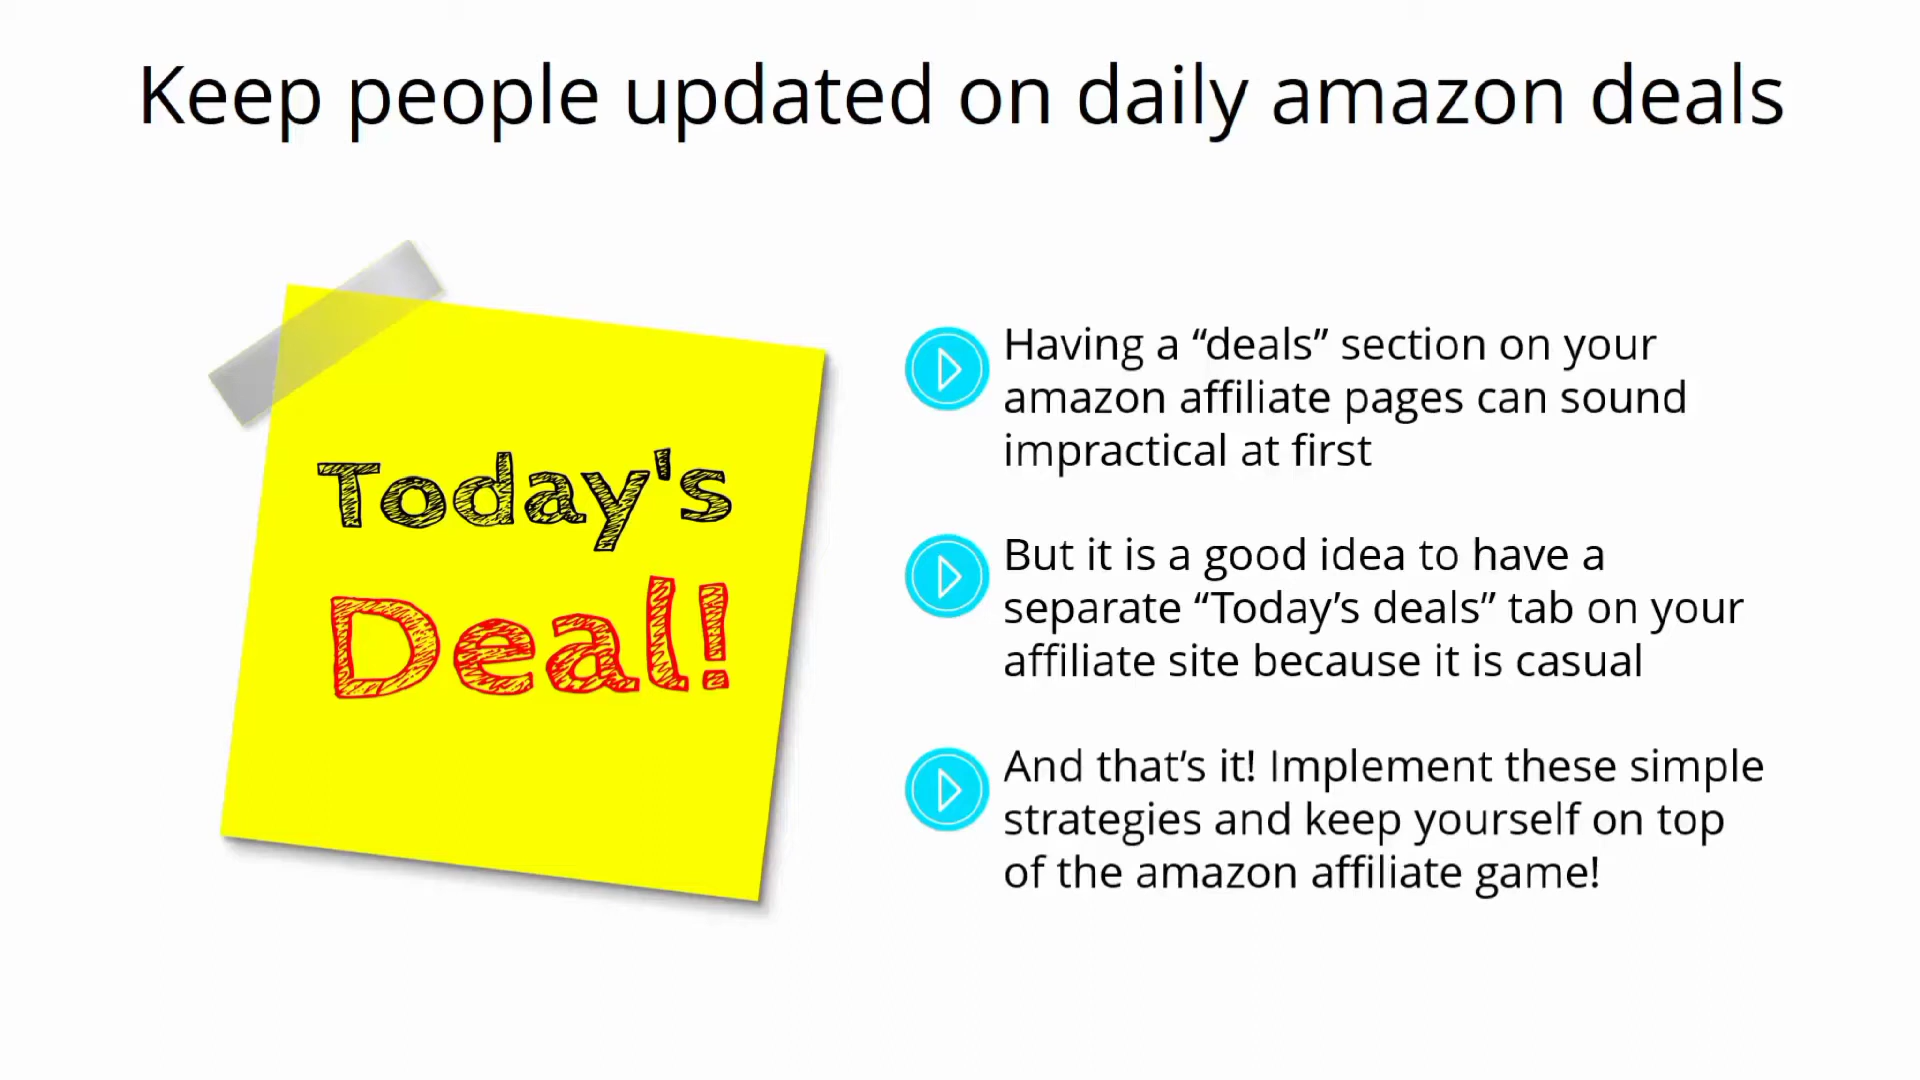 Keep people updated on daily amazon deals
Today's
Deal!
Having a “deals” section on your
amazon affiliate pages can sound
impractical at first
But it is a good idea to have a
separate “Today’s deals” tab on your
affiliate site because it is casual
And that’s it! Implement these simple
strategies and keep yourself on top
of the amazon affiliate game!